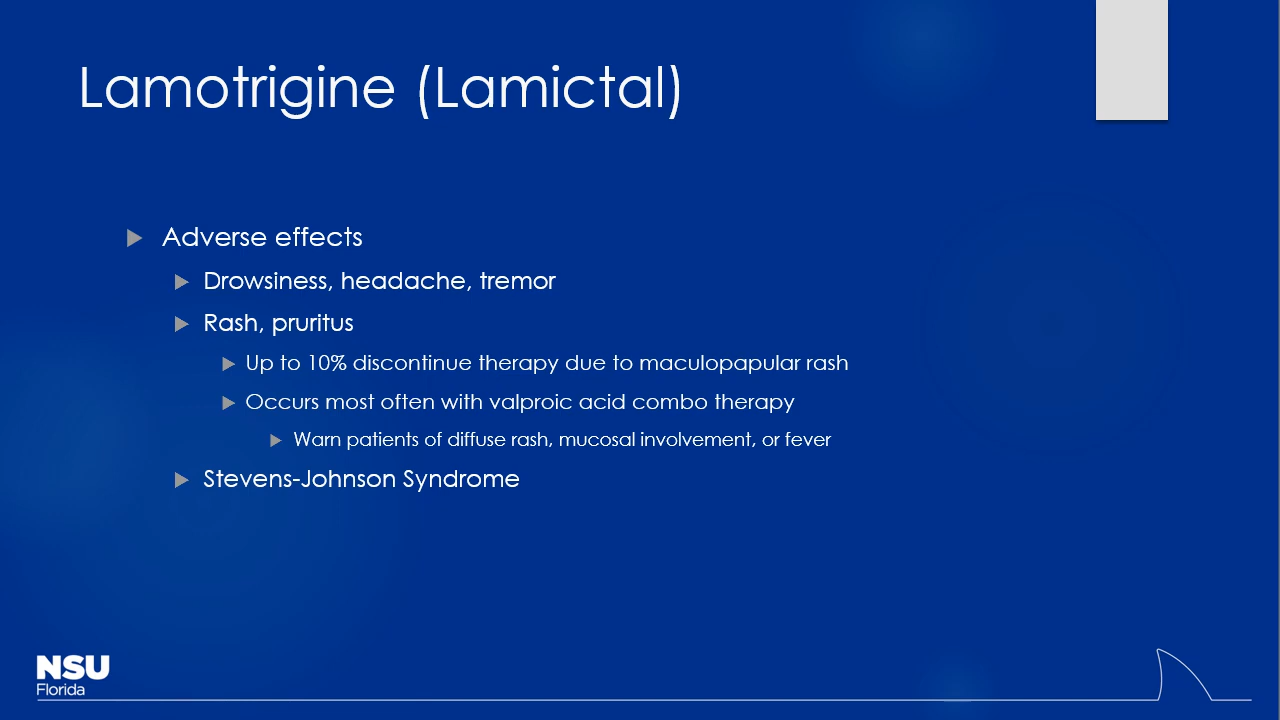 Lamotrigine (Lamictal)
Adverse effects
Drowsiness, headache, tremor
Rash, pruritus
Up to 10% discontinue therapy due to maculopapular rash
Occurs most often with valproic acid combo therapy
Warn patients of diffuse rash, mucosal involvement, or fever
Stevens-Johnson Syndrome
NSU
Florida